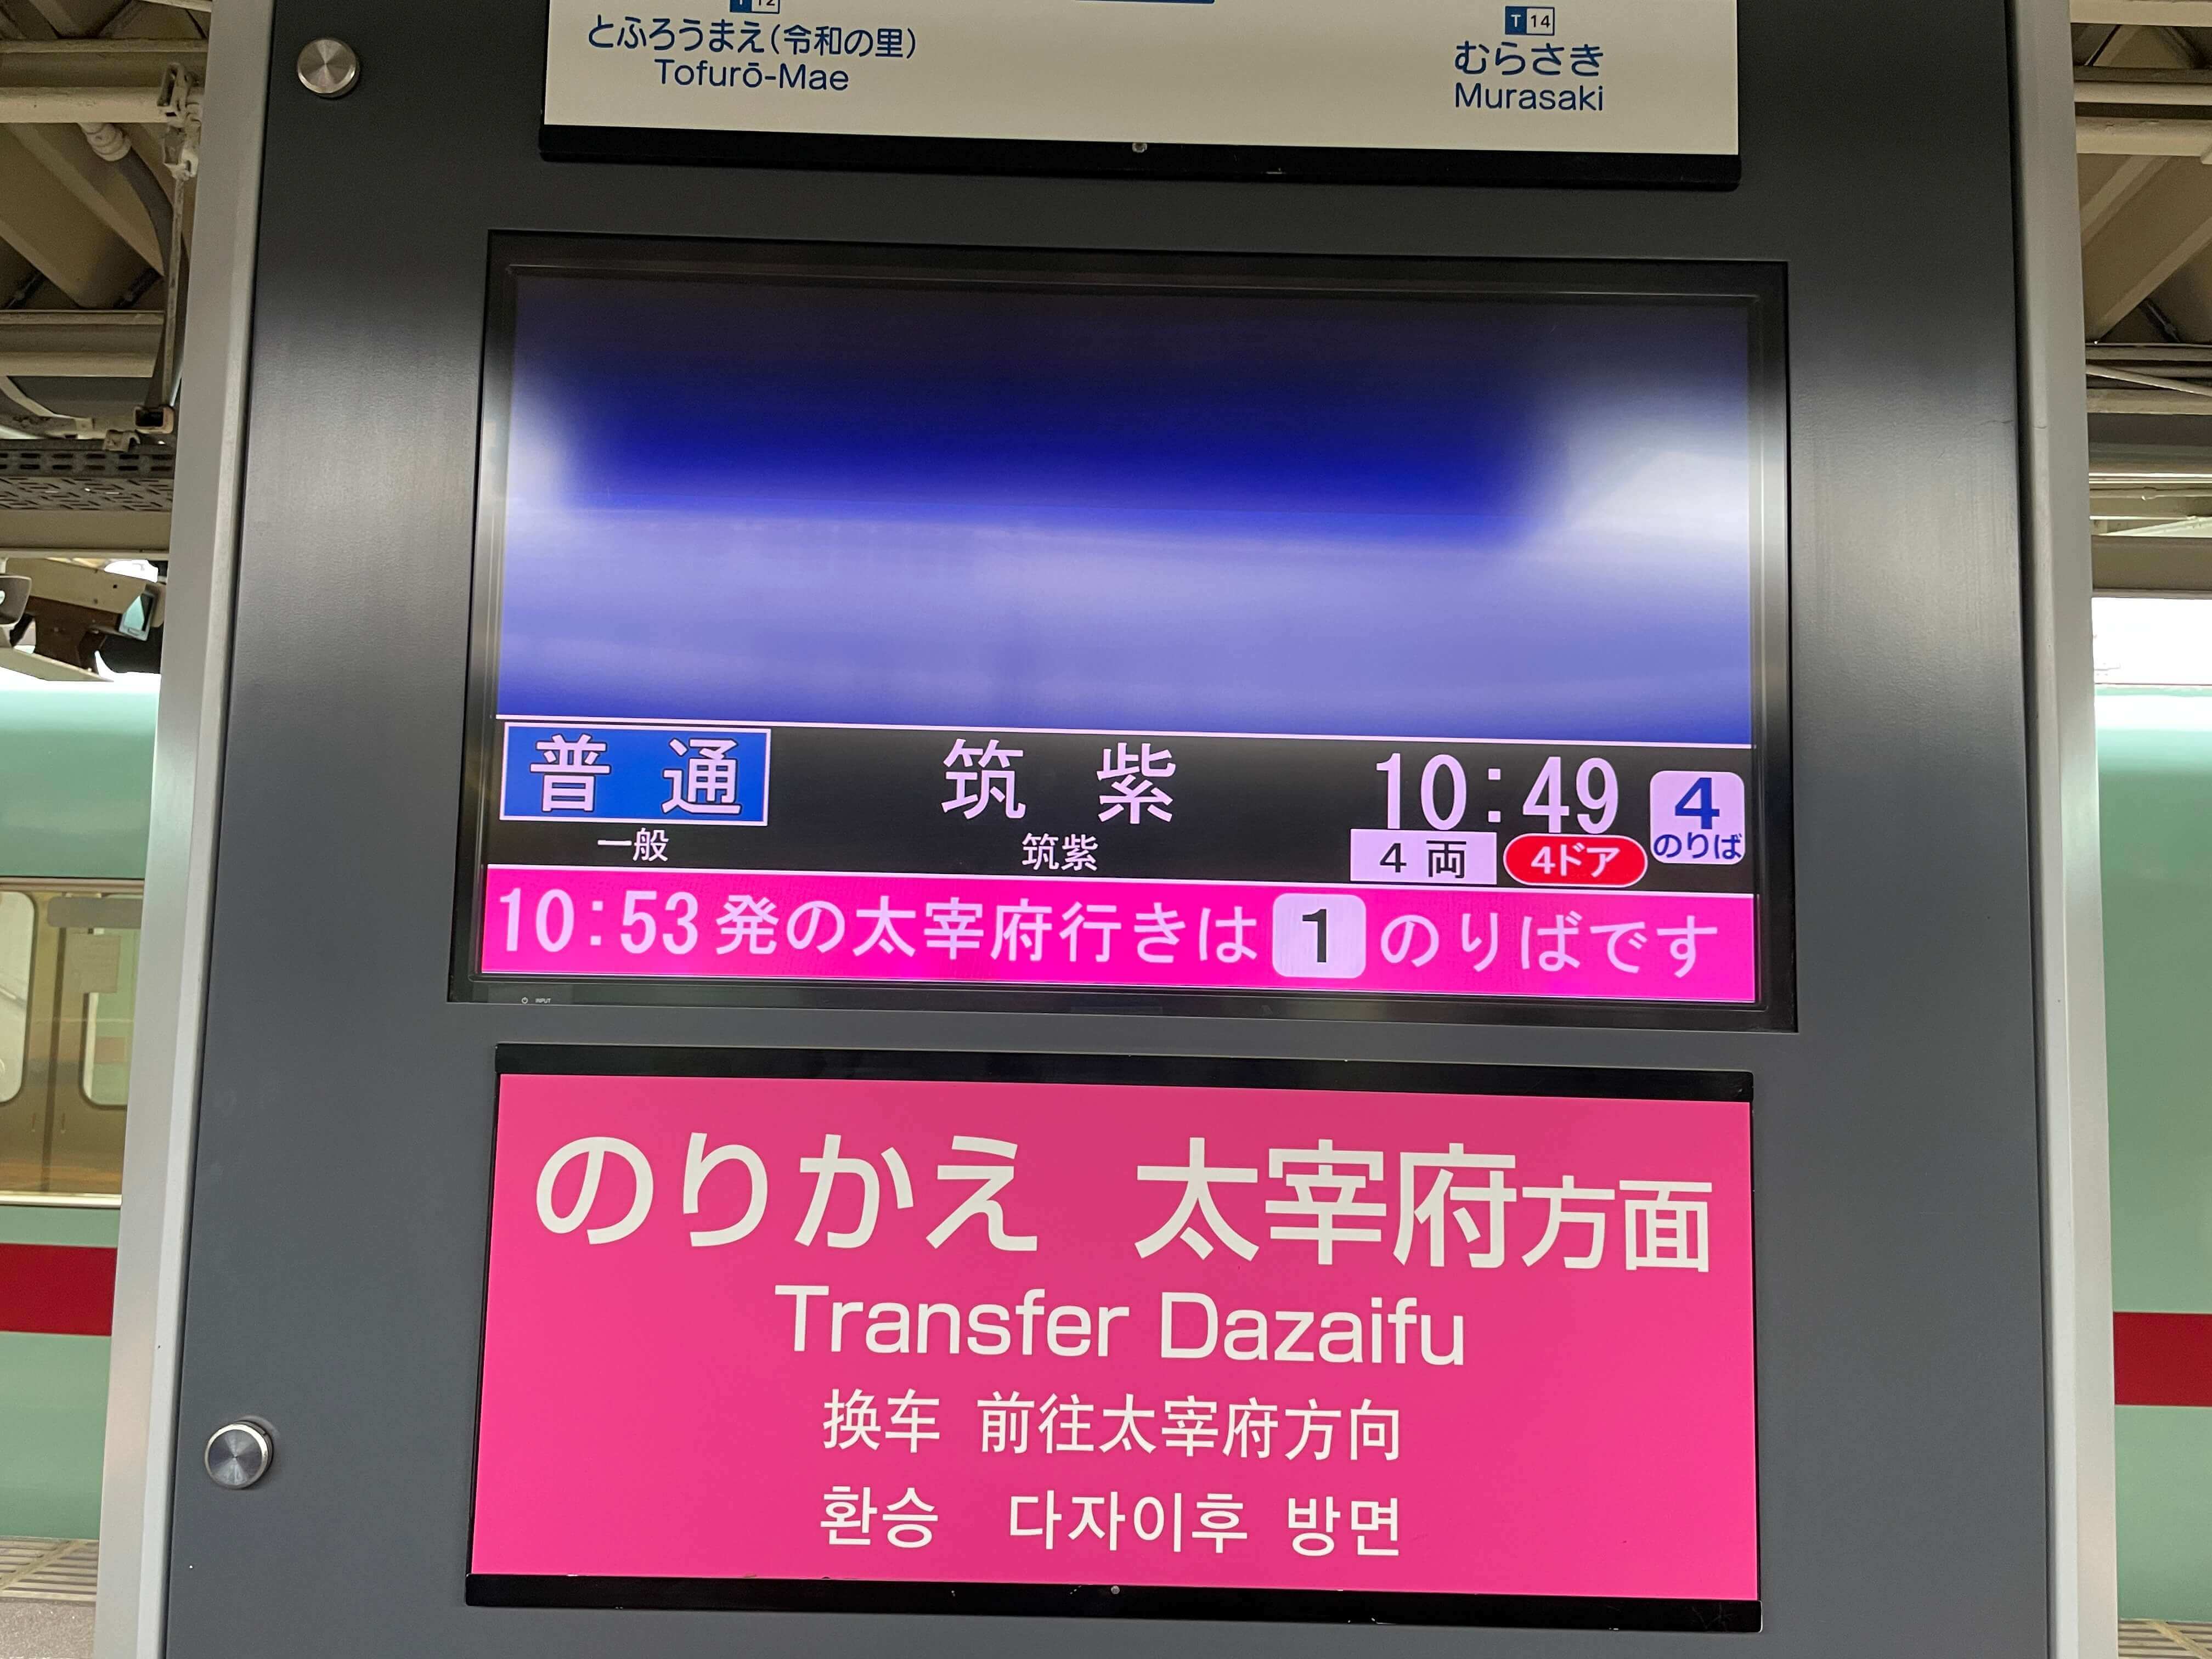 T 12
とふろうまえ(令和の里)
Tofurō-Mae
T 14
むらさき
Murasaki
普通 筑紫 10:49 4 のりば
一般 筑紫 4両 4ドア
10:53発の太宰府行きは1のりばです
INPUT
のりかえ 太宰府方面
Transfer Dazaifu
换车 前往太宰府方向
환승 다자이후 방면